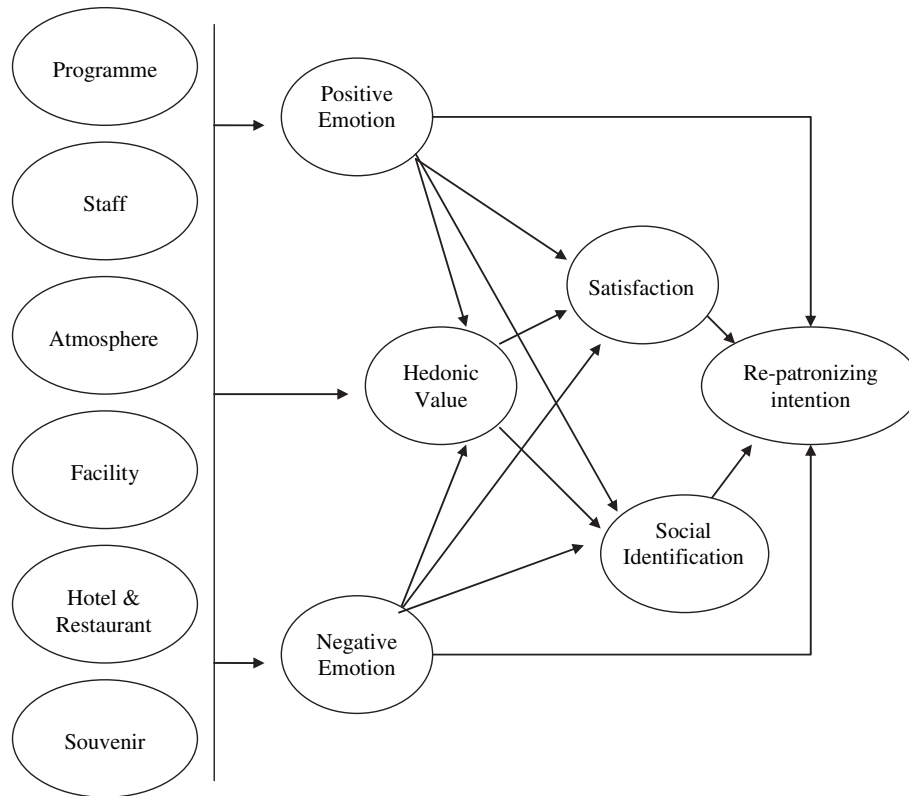 Programme
Staff
Atmosphere
Facility
Hotel &
Restaurant
Souvenir
Positive
Emotion
Hedonic
Value
Negative
Emotion
Satisfaction
Social
Identification
Re-patronizing
intention